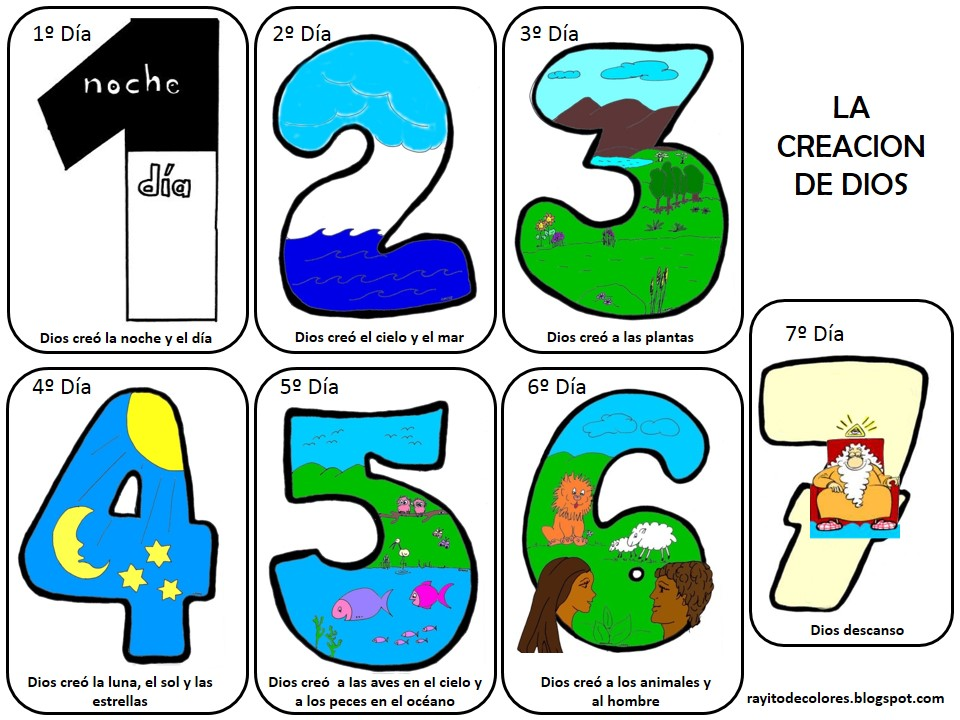 1º Día
noche
día
Dios creó la noche y el día
2º Día
Dios creó el cielo y el mar
3º Día
Dios creó a las plantas
LA
CREACION
DE DIOS
4º Día
Dios creó la luna, el sol y las
estrellas
5º Día
Dios creó a las aves en el cielo y
a los peces en el océano
6º Día
Dios creó a los animales y
al hombre
7º Día
Dios descanso
rayitodecolores.blogspot.com